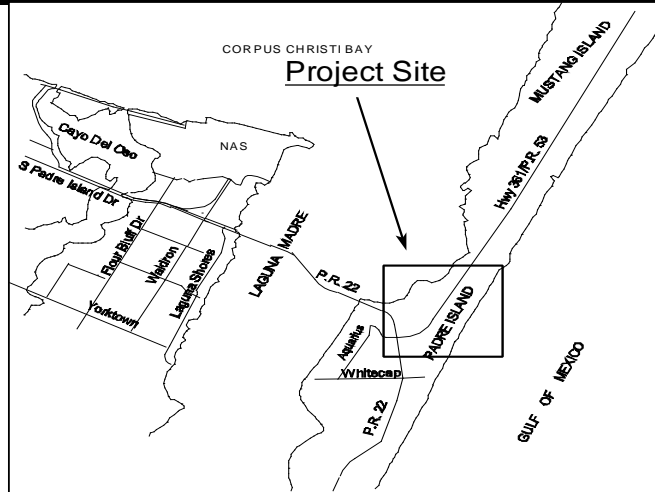 CORPUS CHRISTI BAY
Project Site
MUSTANG ISLAND
Cayo Del Oso
NAS
Hwy 361/P.R. 53
S Padre Island Dr
Flour Bluff Dr
Waldron
Laguna Shores
LAGUNA MADRE
P.R. 22
Yorktown
Aquarius
PADRE ISLAND
Whitecap
P.R. 22
GULF OF MEXICO